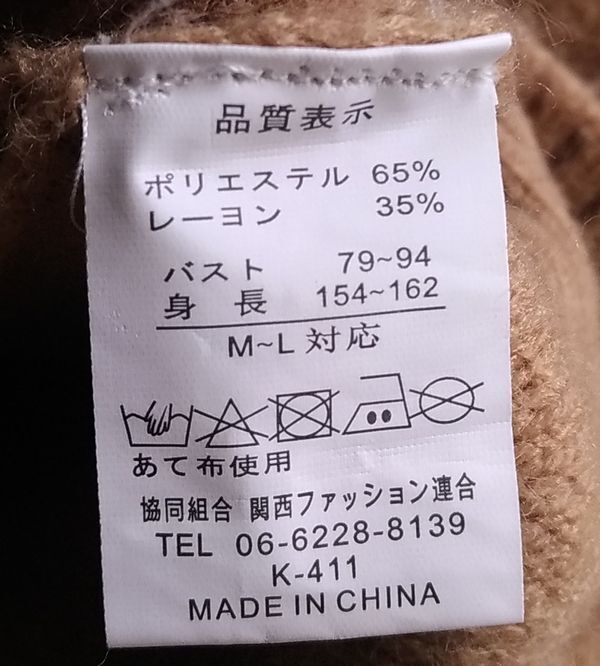 品質表示
ポリエステル 65%
レーヨン 35%
バスト 79~94
身 長 154~162
M~L 対応
あて布使用
協同組合 関西ファッション連合
TEL 06-6228-8139
K-411
MADE IN CHINA